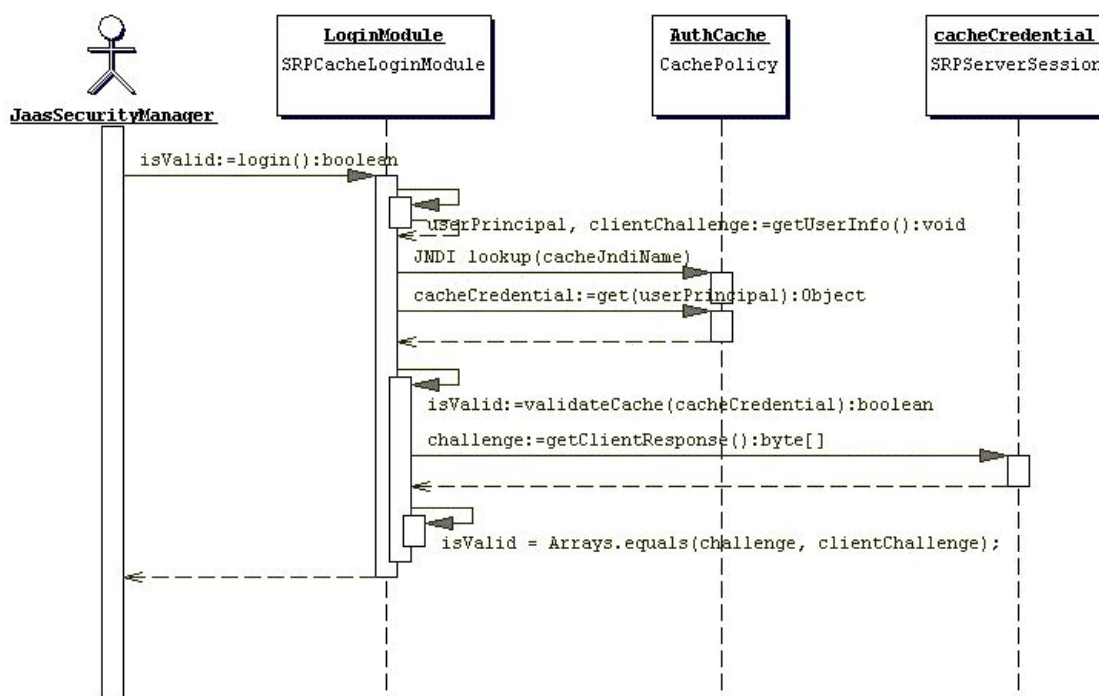 LoginModule
SRPCacheLoginModule
AuthCache
CachePolicy
cacheCredential
SRPServerSession
JaasSecurityManager
isValid:=login():boolean
userPrincipal, clientChallenge:=getUserInfo():void
JNDI lookup(cacheJndiName)
cacheCredential:=get(userPrincipal):Object
isValid:=validateCache(cacheCredential):boolean
challenge:=getClientResponse():byte[]
isValid = Arrays.equals(challenge, clientChallenge);